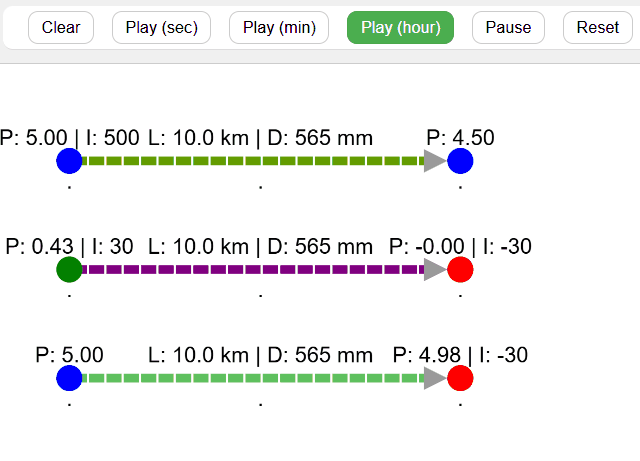 Clear Play (sec) Play (min) Play (hour) Pause Reset
P: 5.00 | I: 500 L: 10.0 km | D: 565 mm P: 4.50
. . .
P: 0.43 | I: 30 L: 10.0 km | D: 565 mm P: -0.00 | I: -30
. . .
P: 5.00 L: 10.0 km | D: 565 mm P: 4.98 | I: -30
. . .